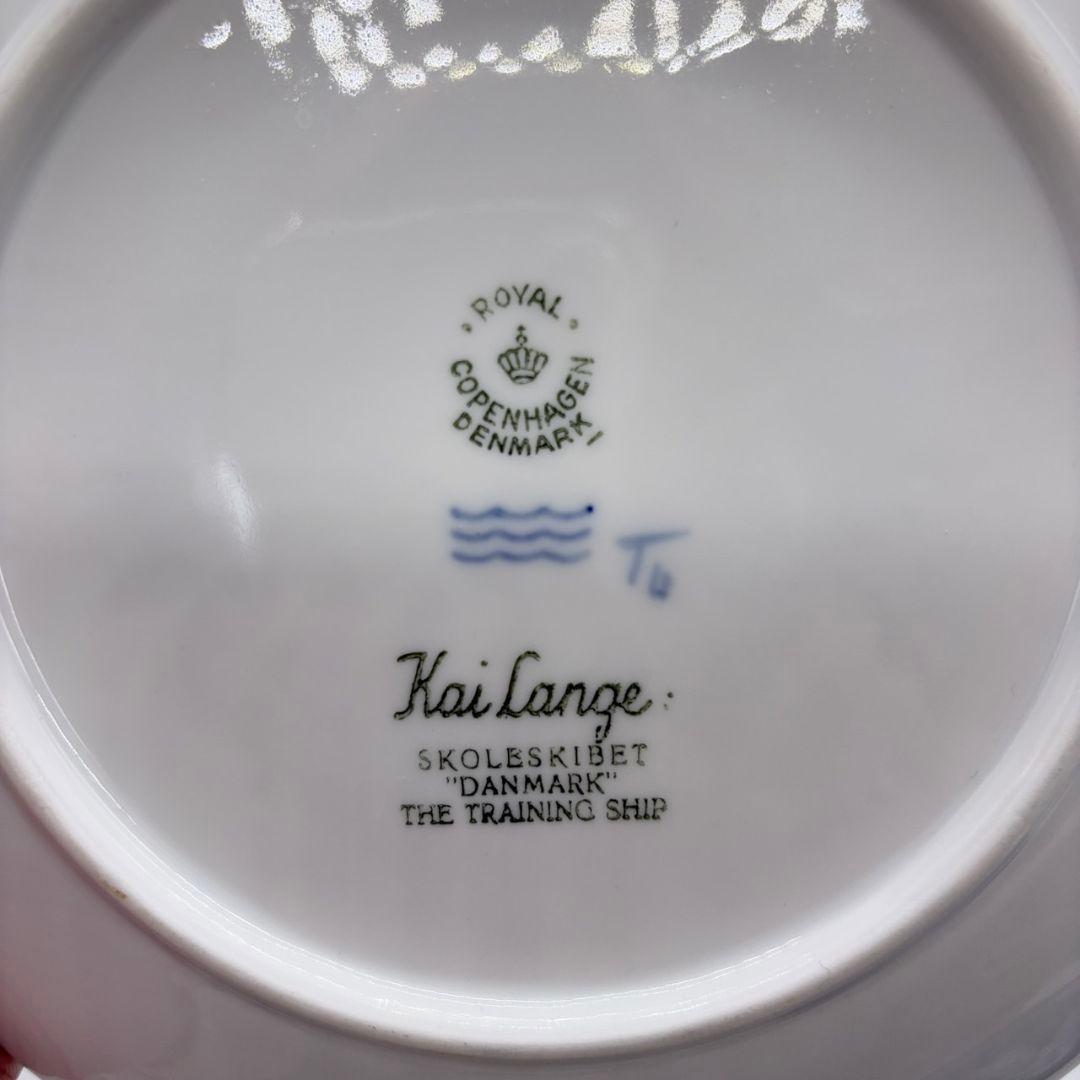 ROYAL
COPENHAGEN
DENMARK
Kai Lange
SKOLESKIBET
"DANMARK"
THE TRAINING SHIP